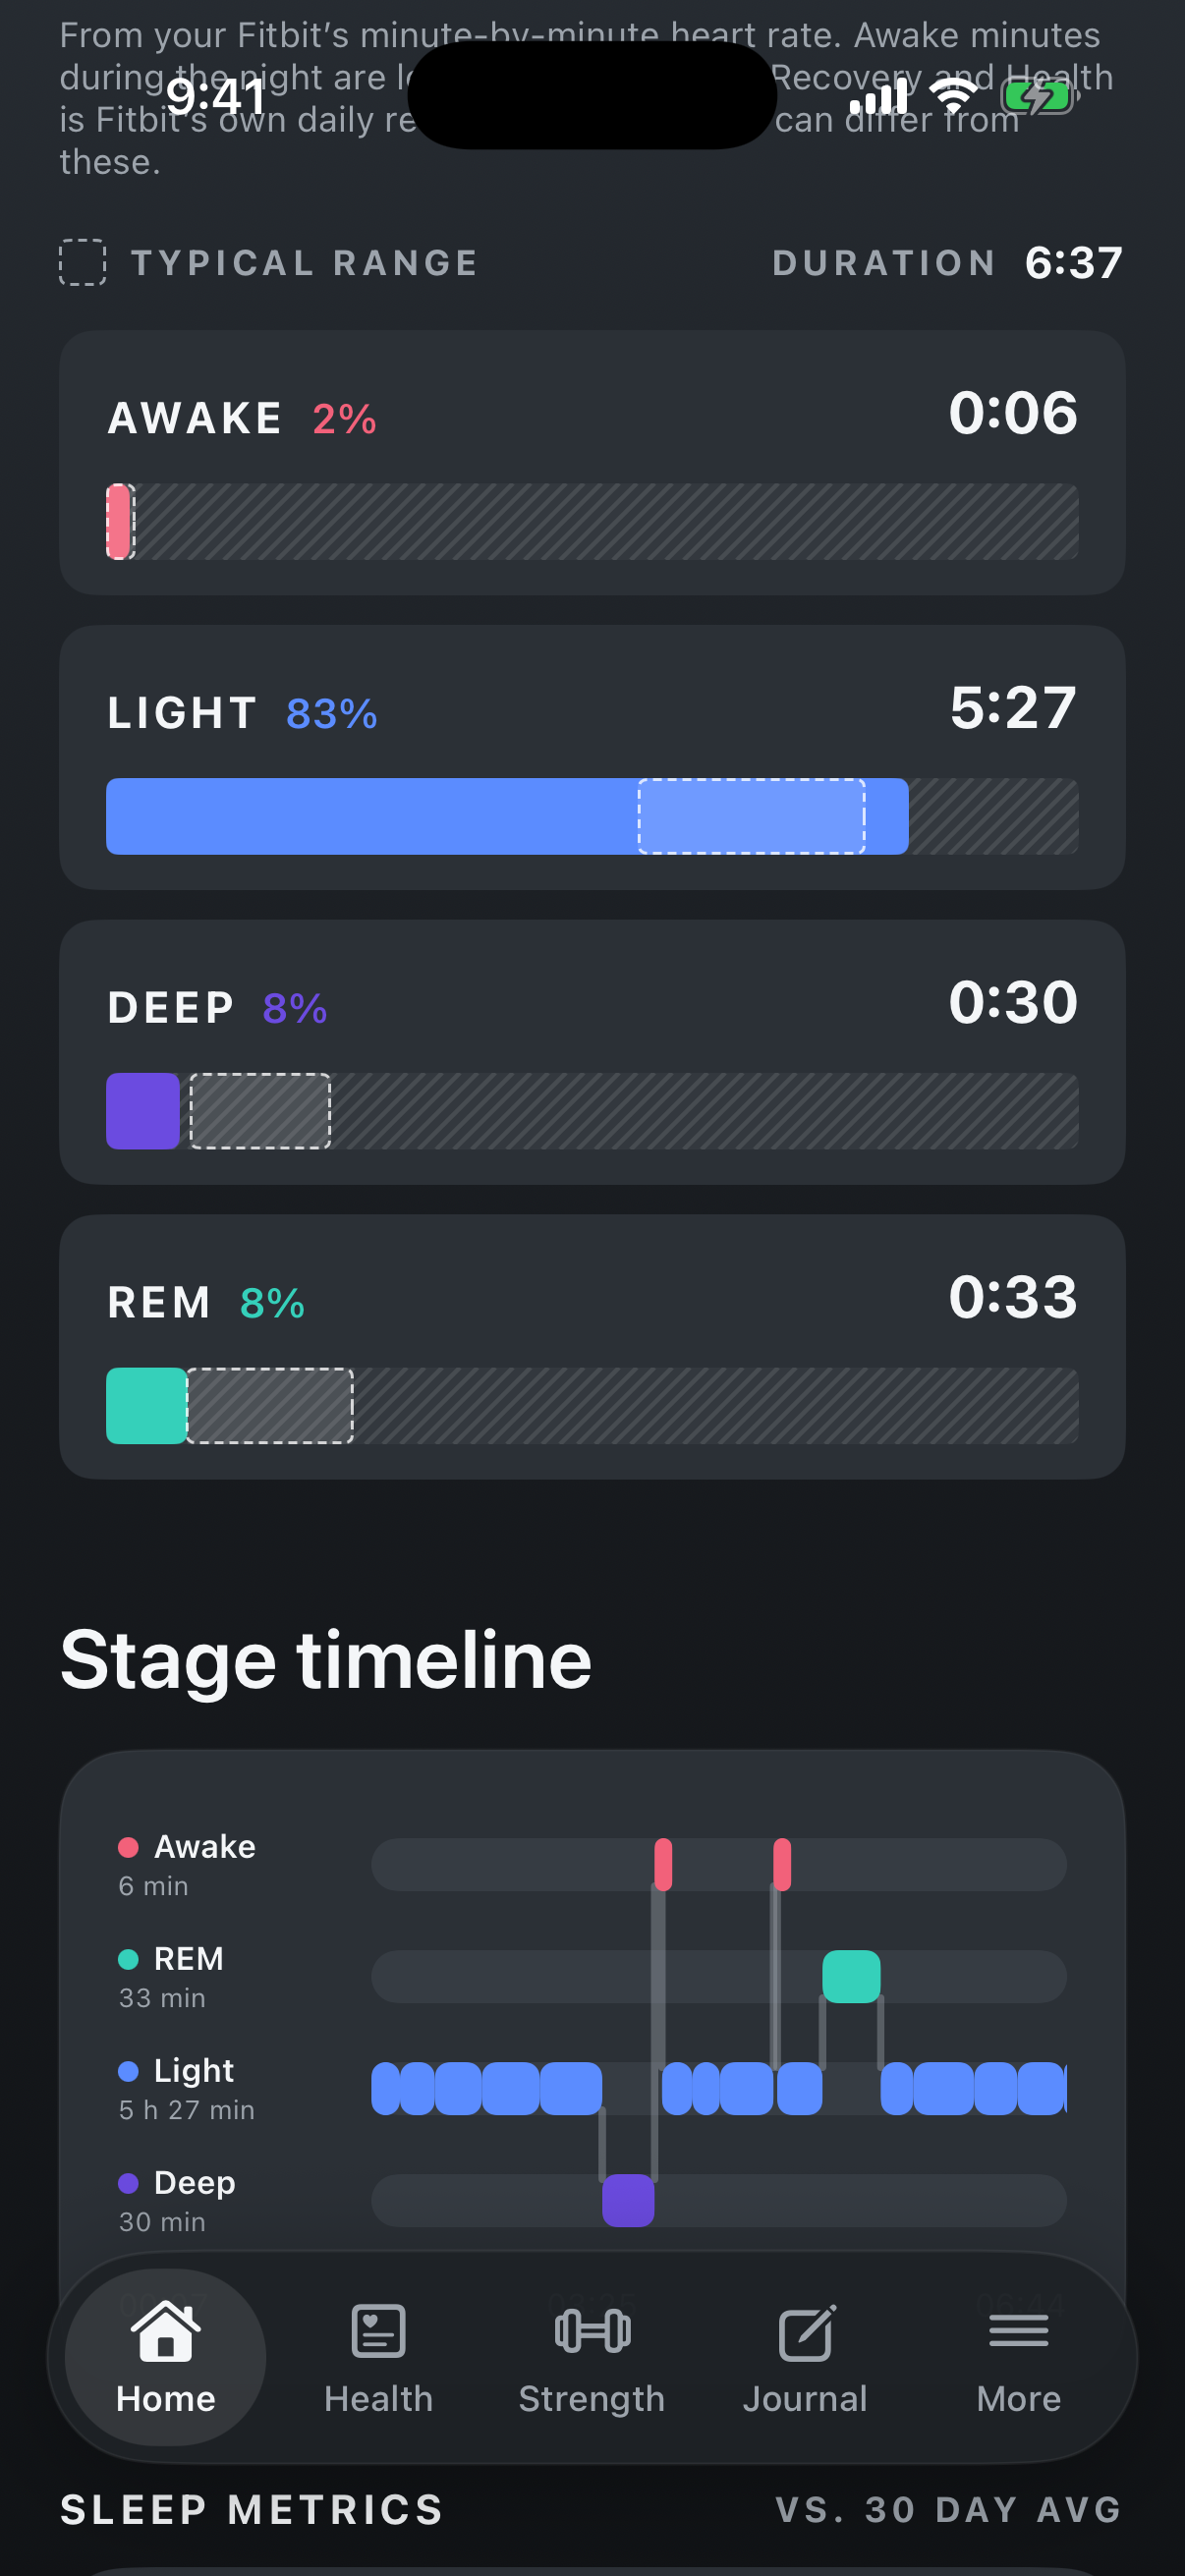 From your Fitbit’s minute-by-minute heart rate. Awake minutes
during the night are Recovery and Health
is Fitbit’s own daily can differ from
these.
9:41
TYPICAL RANGE DURATION 6:37
AWAKE 2% 0:06
LIGHT 83% 5:27
DEEP 8% 0:30
REM 8% 0:33
Stage timeline
Awake
6 min
REM
33 min
Light
5 h 27 min
Deep
30 min
06:44
Home Health Strength Journal More
SLEEP METRICS VS. 30 DAY AVG